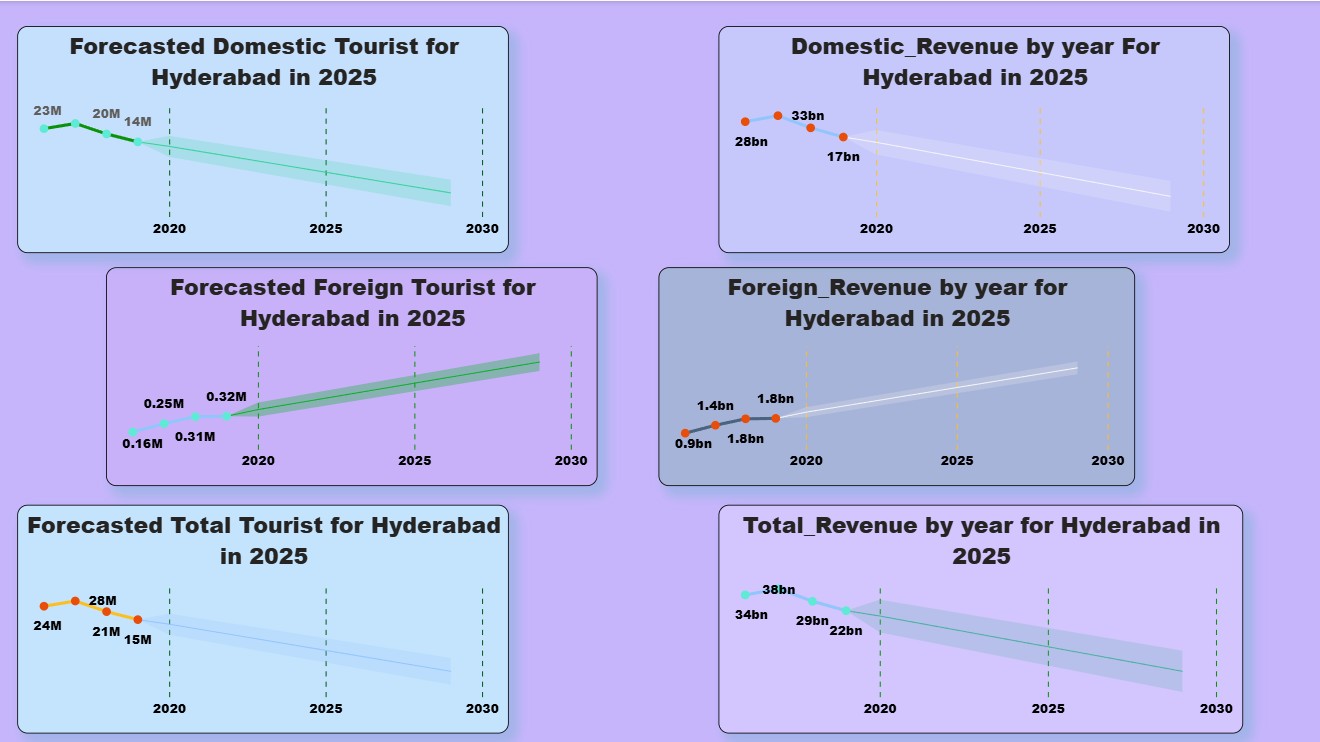 Forecasted Domestic Tourist for
Hyderabad in 2025
23M
20M
14M
2020
2025
2030
Domestic_Revenue by year For
Hyderabad in 2025
33bn
28bn
17bn
2020
2025
2030
Forecasted Foreign Tourist for
Hyderabad in 2025
0.32M
0.25M
0.31M
0.16M
2020
2025
2030
Foreign_Revenue by year for
Hyderabad in 2025
1.8bn
1.4bn
1.8bn
0.9bn
2020
2025
2030
Forecasted Total Tourist for Hyderabad
in 2025
28M
24M
21M
15M
2020
2025
2030
Total_Revenue by year for Hyderabad in
2025
38bn
34bn
29bn
22bn
2020
2025
2030